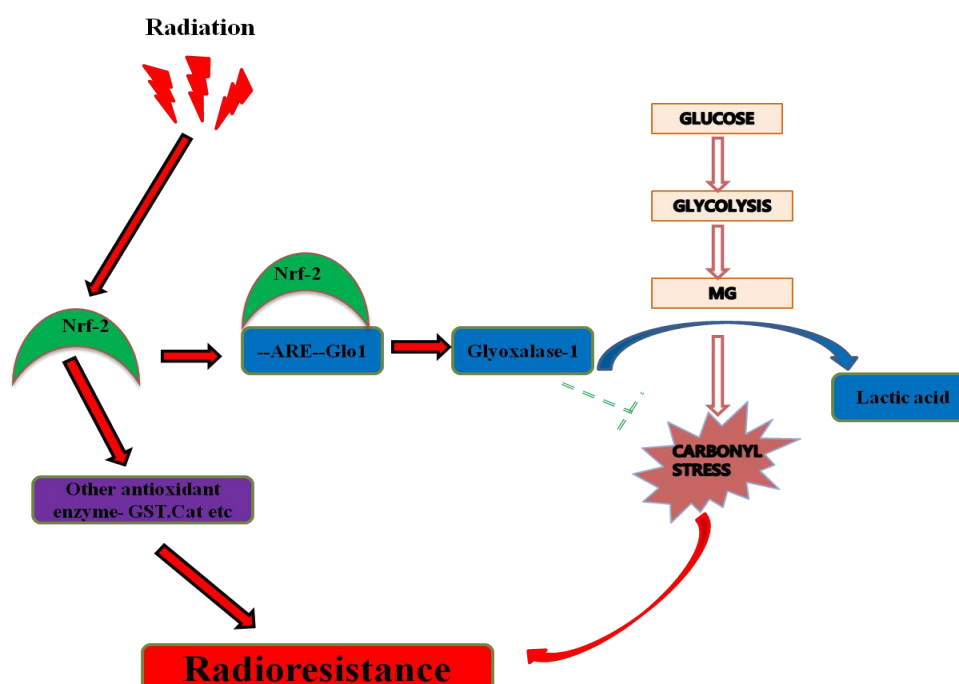 Radiation
GLUCOSE
GLYCOLYSIS
MG
Nrf-2
Nrf-2
--ARE--Glo1
Glyoxalase-1
Lactic acid
CARBONYL
STRESS
Other antioxidant
enzyme- GST.Cat etc
Radioresistance